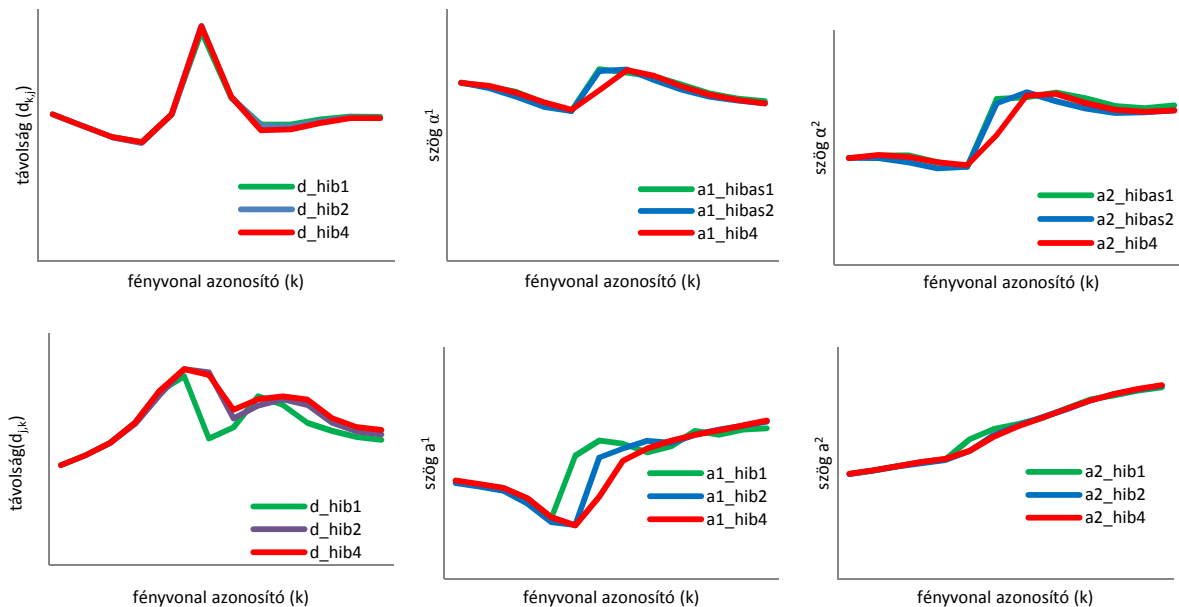 távolság (dk,j)
d_hib1
d_hib2
d_hib4
fényvonal azonosító (k)
szög α1
a1_hibas1
a1_hibas2
a1_hib4
fényvonal azonosító (k)
szög α2
a2_hibas1
a2_hibas2
a2_hib4
fényvonal azonosító (k)
távolság(dj,k)
d_hib1
d_hib2
d_hib4
fényvonal azonosító (k)
szög a1
a1_hib1
a1_hib2
a1_hib4
fényvonal azonosító (k)
szög a2
a2_hib1
a2_hib2
a2_hib4
fényvonal azonosító (k)